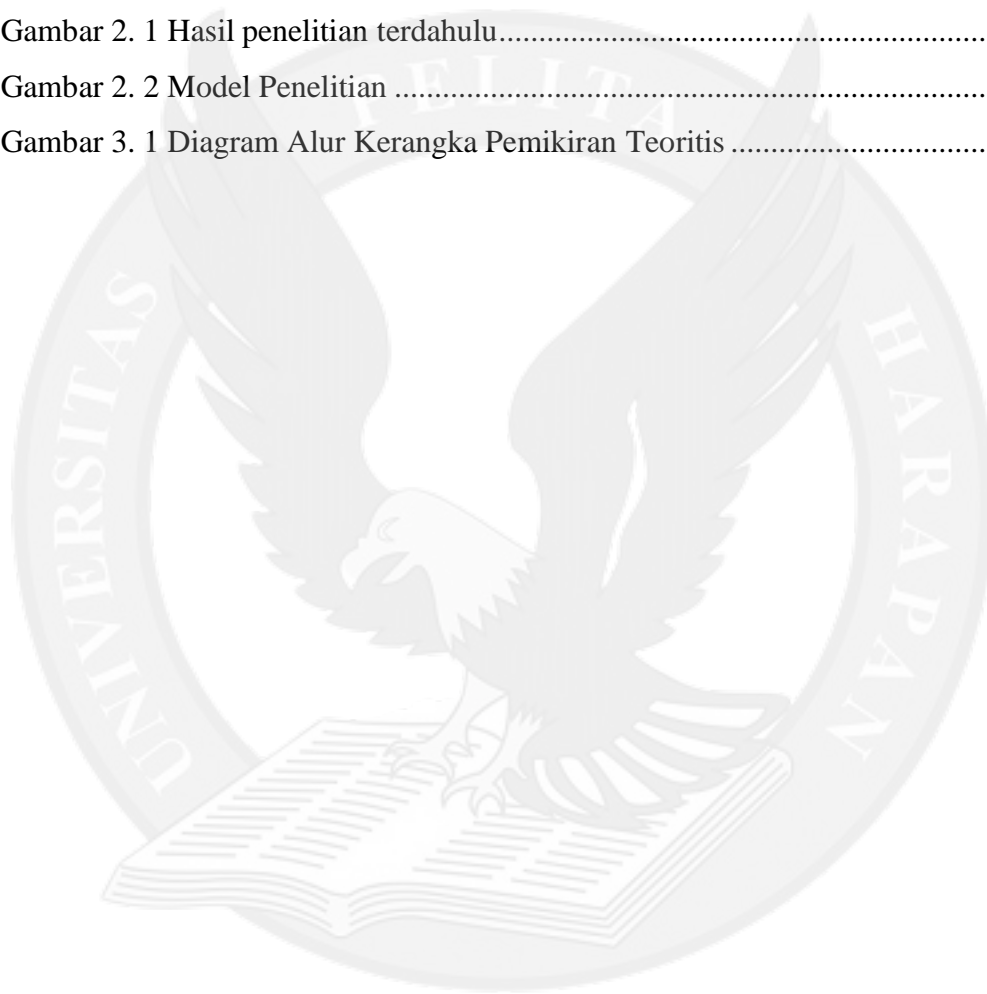 Gambar 2. 1 Hasil penelitian terdahulu.............................................................
Gambar 2. 2 Model Penelitian ..........................................................................
Gambar 3. 1 Diagram Alur Kerangka Pemikiran Teoritis ................................
UNIVERSITAS PELITA HARAPAN